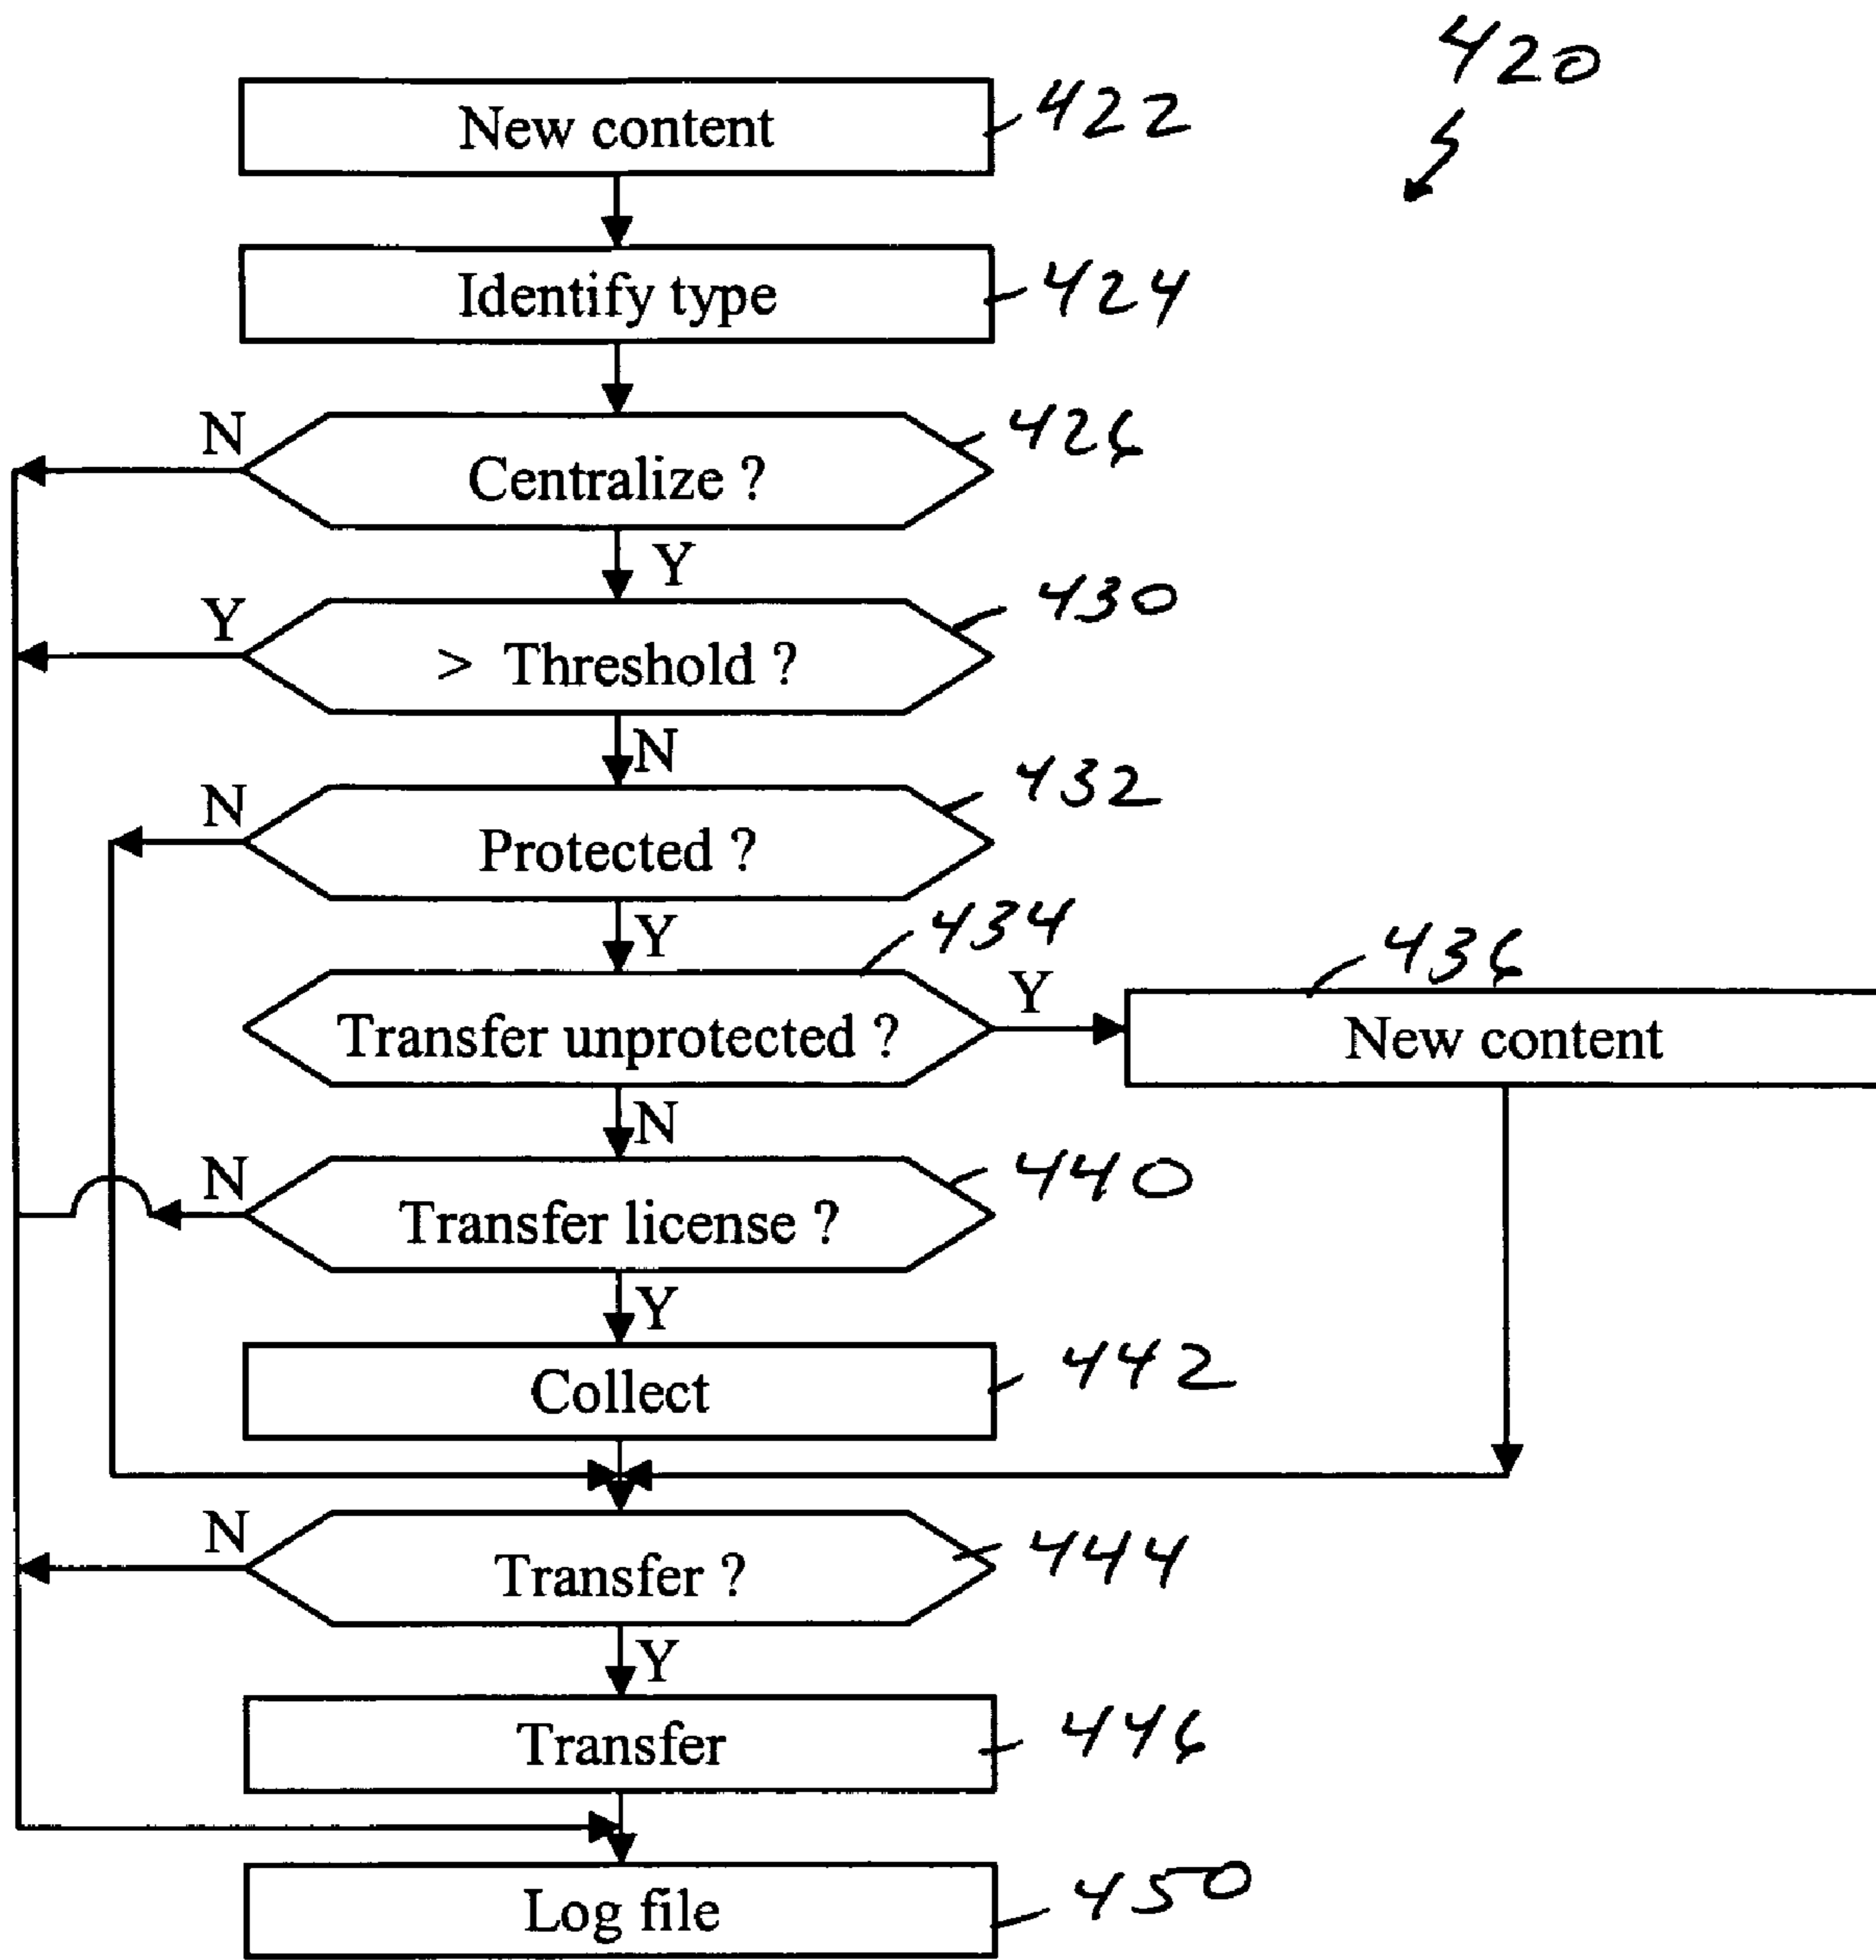 420
New content 422
Identify type 424
N Centralize ? 426
Y
Y > Threshold ? 430
N
N Protected ? 432
Y 434
Transfer unprotected ? Y 436
New content
N
N Transfer license ? 440
Y
Collect 442
N Transfer ? 444
Y
Transfer 446
Log file 450